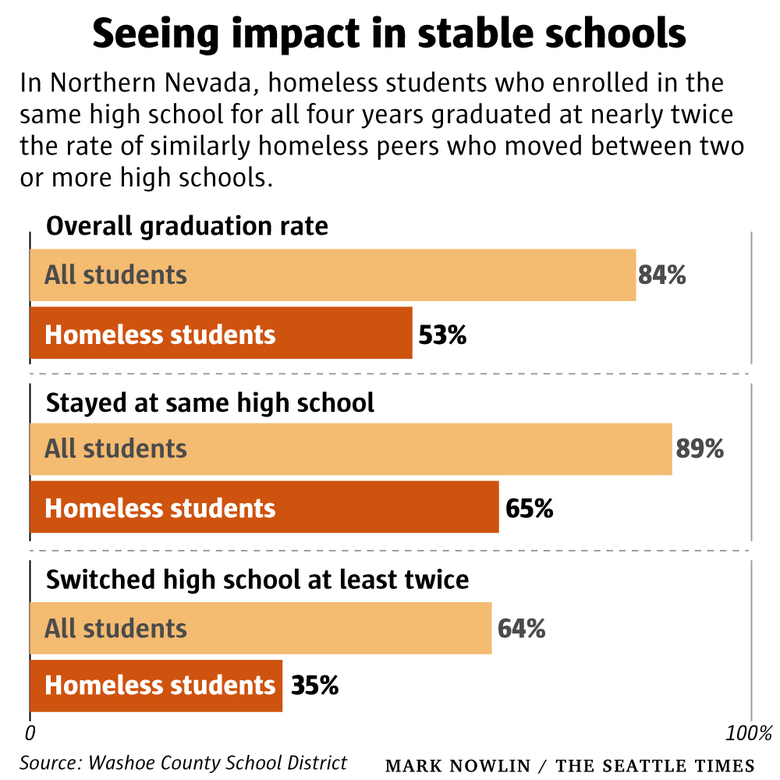 Seeing impact in stable schools
In Northern Nevada, homeless students who enrolled in the
same high school for all four years graduated at nearly twice
the rate of similarly homeless peers who moved between two
or more high schools.
Overall graduation rate
All students 84%
Homeless students 53%
Stayed at same high school
All students 89%
Homeless students 65%
Switched high school at least twice
All students 64%
Homeless students 35%
0 100%
Source: Washoe County School District MARK NOWLIN / THE SEATTLE TIMES